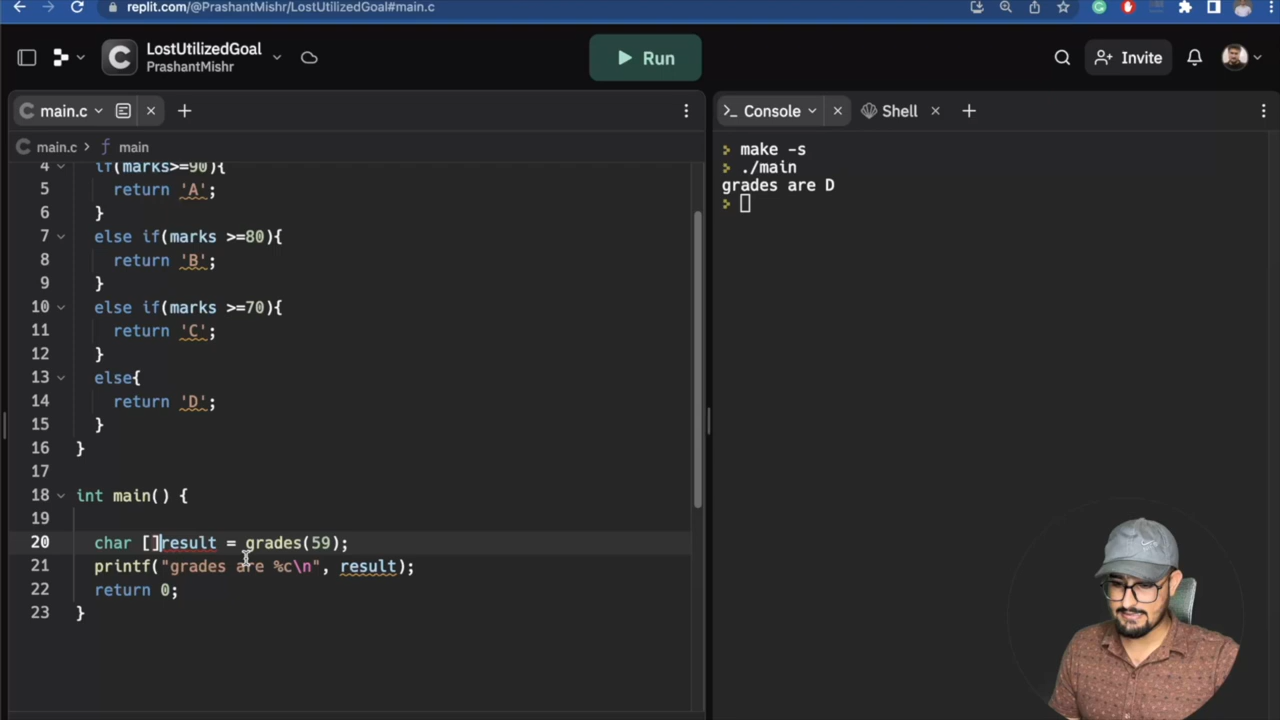 replit.com/@PrashantMishr/LostUtilizedGoal#main.c
C LostUtilizedGoal
PrashantMishr
Run
Invite
C main.c
Console
Shell
C main.c > f main
4 if(marks>=90){
5 return 'A';
6 }
7 else if(marks >=80){
8 return 'B';
9 }
10 else if(marks >=70){
11 return 'C';
12 }
13 else{
14 return 'D';
15 }
16 }
17
18 int main() {
19
20 char []result = grades(59);
21 printf("grades are %c\n", result);
22 return 0;
23 }
> make -s
> ./main
grades are D
>